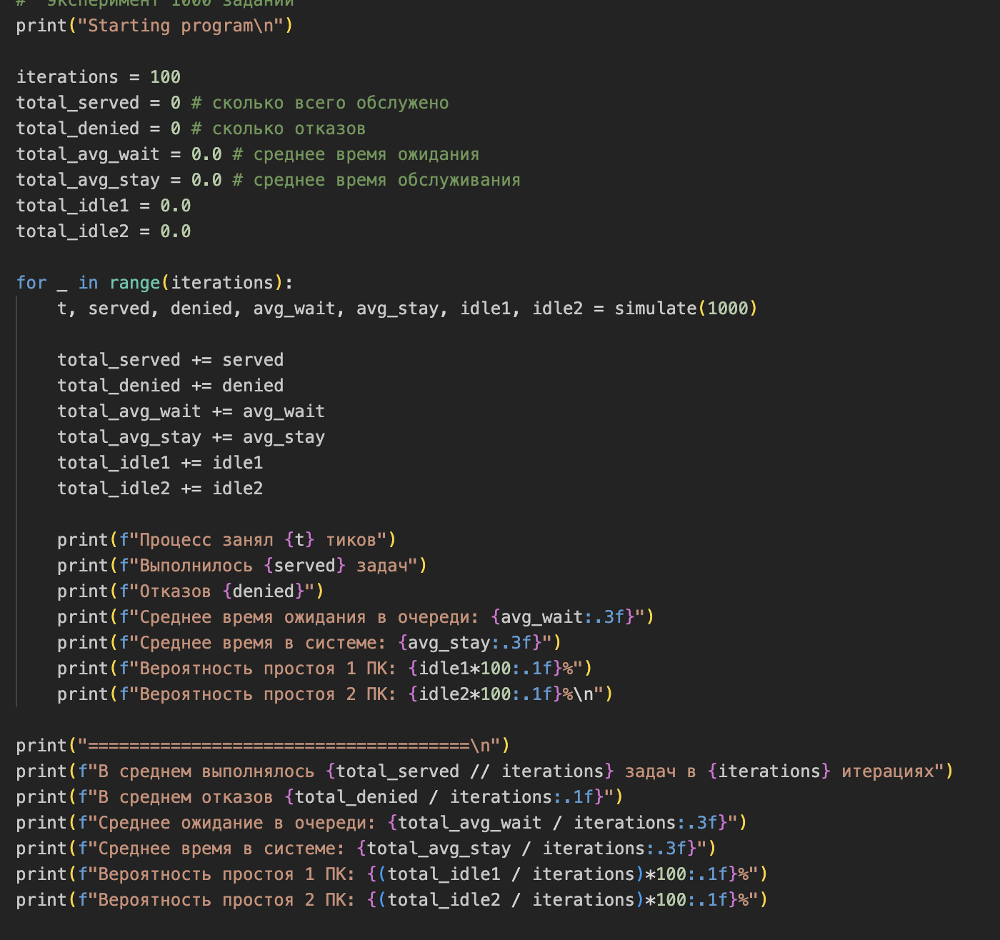 # Эксперимент 1000 заданий
print("Starting program\n")
iterations = 100
total_served = 0 # сколько всего обслужено
total_denied = 0 # сколько отказов
total_avg_wait = 0.0 # среднее время ожидания
total_avg_stay = 0.0 # среднее время обслуживания
total_idle1 = 0.0
total_idle2 = 0.0
for _ in range(iterations):
    t, served, denied, avg_wait, avg_stay, idle1, idle2 = simulate(1000)
    total_served += served
    total_denied += denied
    total_avg_wait += avg_wait
    total_avg_stay += avg_stay
    total_idle1 += idle1
    total_idle2 += idle2
    print(f"Процесс занял {t} тиков")
    print(f"Выполнилось {served} задач")
    print(f"Отказов {denied}")
    print(f"Среднее время ожидания в очереди: {avg_wait:.3f}")
    print(f"Среднее время в системе: {avg_stay:.3f}")
    print(f"Вероятность простоя 1 ПК: {idle1*100:.1f}%")
    print(f"Вероятность простоя 2 ПК: {idle2*100:.1f}%\n")
print("=====================================\n")
print(f"В среднем выполнялось {total_served // iterations} задач в {iterations} итерациях")
print(f"В среднем отказов {total_denied / iterations:.1f}")
print(f"Среднее ожидание в очереди: {total_avg_wait / iterations:.3f}")
print(f"Среднее время в системе: {total_avg_stay / iterations:.3f}")
print(f"Вероятность простоя 1 ПК: {(total_idle1 / iterations)*100:.1f}%")
print(f"Вероятность простоя 2 ПК: {(total_idle2 / iterations)*100:.1f}%")